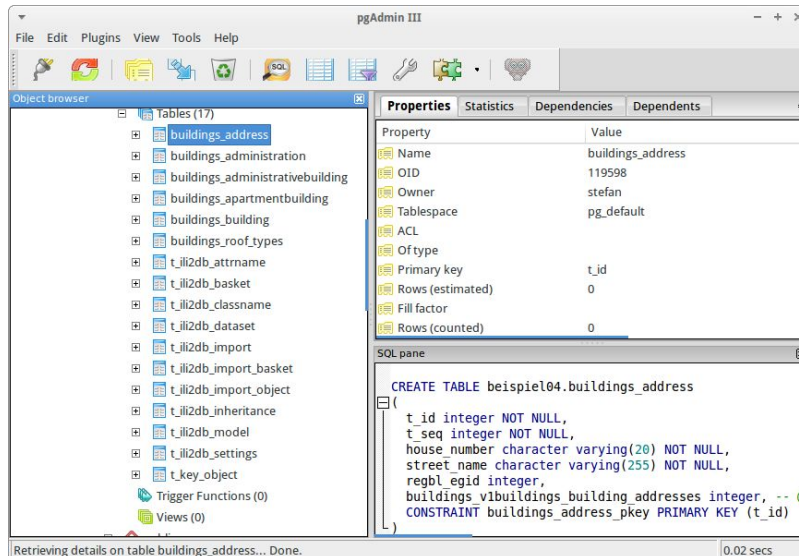 pgAdmin III
File Edit Plugins View Tools Help
SQL
Object browser
Tables (17)
buildings_address
buildings_administration
buildings_administrativebuilding
buildings_apartmentbuilding
buildings_building
buildings_roof_types
t_ili2db_attrname
t_ili2db_basket
t_ili2db_classname
t_ili2db_dataset
t_ili2db_import
t_ili2db_import_basket
t_ili2db_import_object
t_ili2db_inheritance
t_ili2db_model
t_ili2db_settings
t_key_object
Trigger Functions (0)
Views (0)
Properties Statistics Dependencies Dependents
Property Value
Name buildings_address
OID 119598
Owner stefan
Tablespace pg_default
ACL
Of type
Primary key t_id
Rows (estimated) 0
Fill factor
Rows (counted) 0
SQL pane
CREATE TABLE beispiel04.buildings_address
(
t_id integer NOT NULL,
t_seq integer NOT NULL,
house_number character varying(20) NOT NULL,
street_name character varying(255) NOT NULL,
regbl_egid integer,
buildings_v1buildings_building_addresses integer, -- 
CONSTRAINT buildings_address_pkey PRIMARY KEY (t_id)
)
Retrieving details on table buildings_address... Done.
0.02 secs